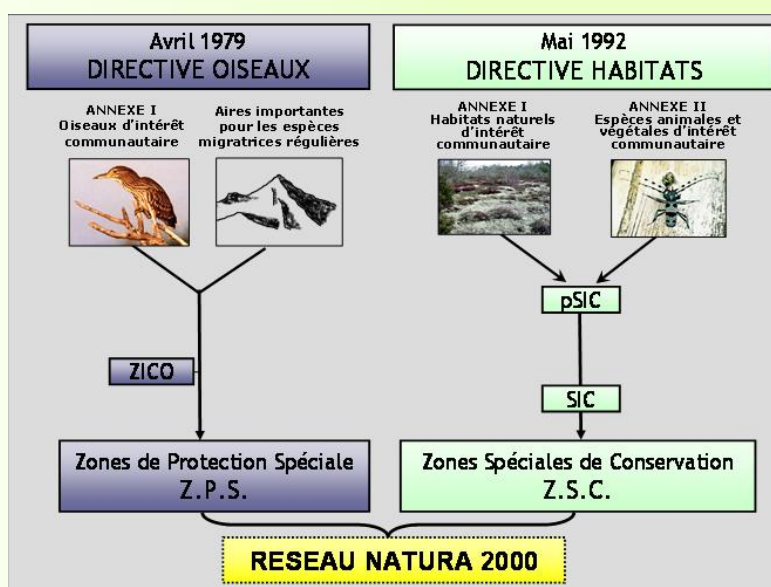 Avril 1979
DIRECTIVE OISEAUX
ANNEXE I
Oiseaux d'intérêt
communautaire
Aires importantes
pour les espèces
migratrices régulières
ZICO
Zones de Protection Spéciale
Z.P.S.
Mai 1992
DIRECTIVE HABITATS
ANNEXE I
Habitats naturels
d'intérêt
communautaire
ANNEXE II
Espèces animales et
végétales d'intérêt
communautaire
pSIC
SIC
Zones Spéciales de Conservation
Z.S.C.
RESEAU NATURA 2000